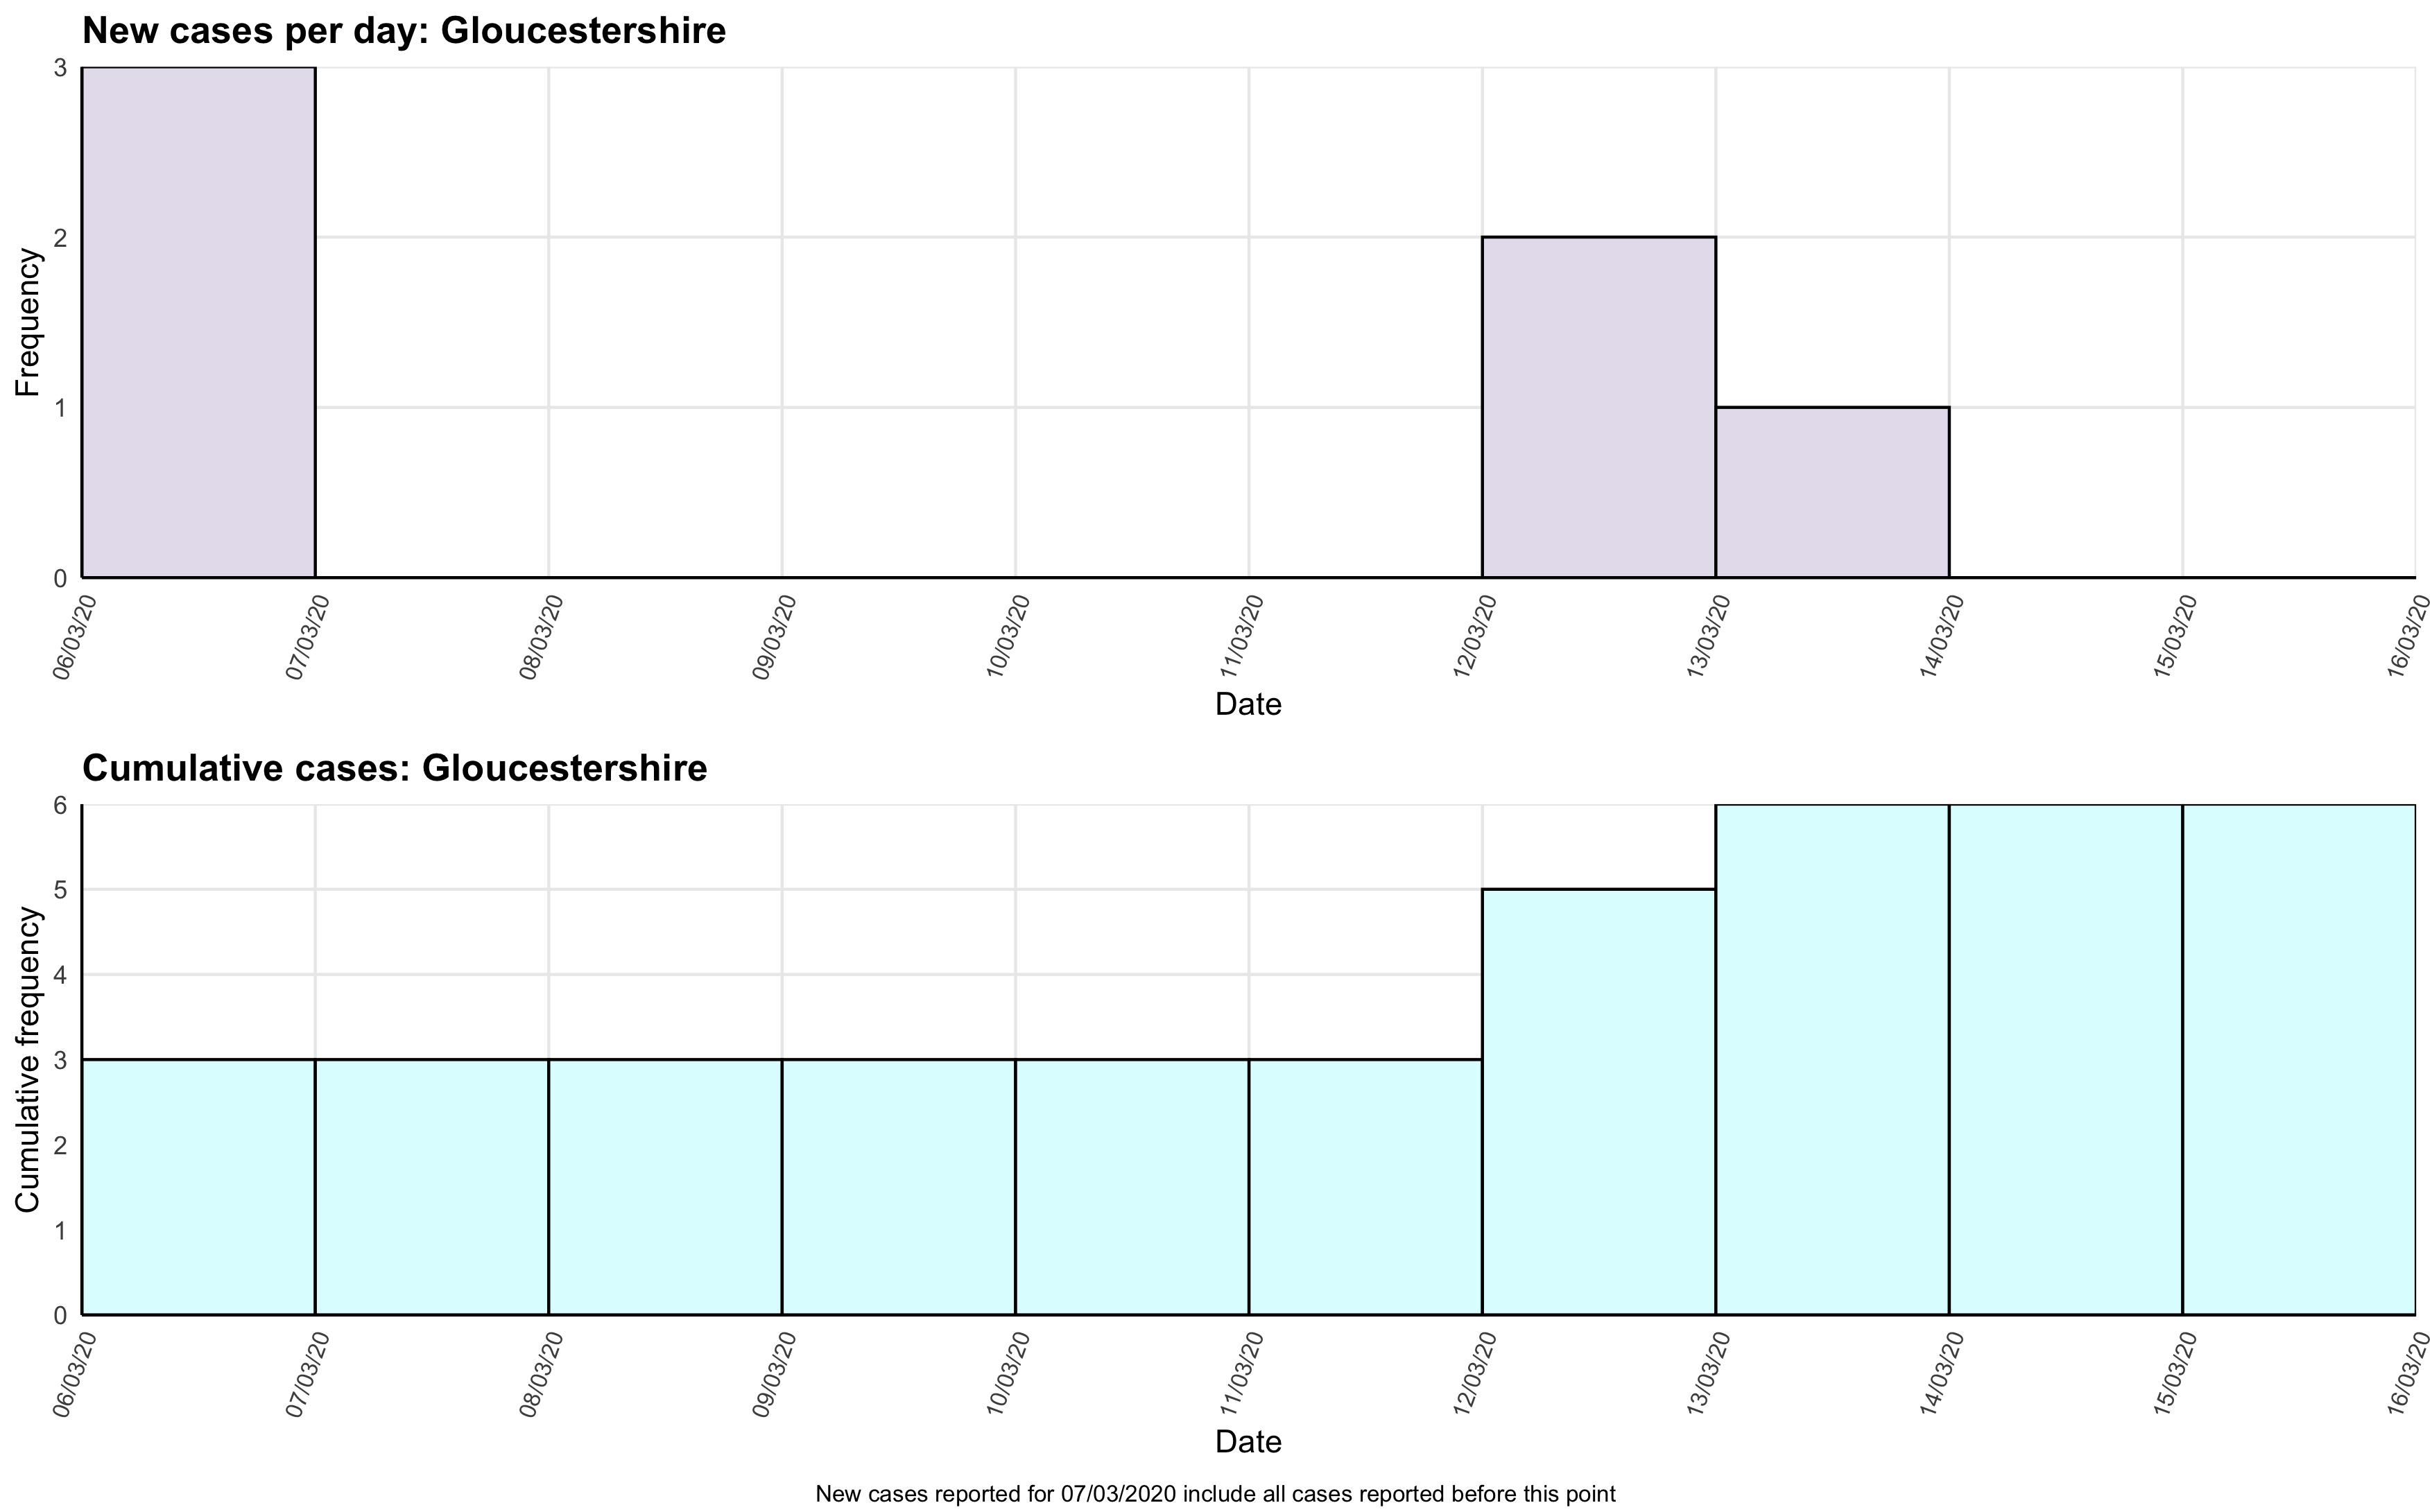 New cases per day: Gloucestershire
3
2
1
0
Frequency
06/03/20 07/03/20 08/03/20 09/03/20 10/03/20 11/03/20 12/03/20 13/03/20 14/03/20 15/03/20 16/03/20
Date
Cumulative cases: Gloucestershire
6
5
4
3
2
1
0
Cumulative frequency
06/03/20 07/03/20 08/03/20 09/03/20 10/03/20 11/03/20 12/03/20 13/03/20 14/03/20 15/03/20 16/03/20
Date
New cases reported for 07/03/2020 include all cases reported before this point